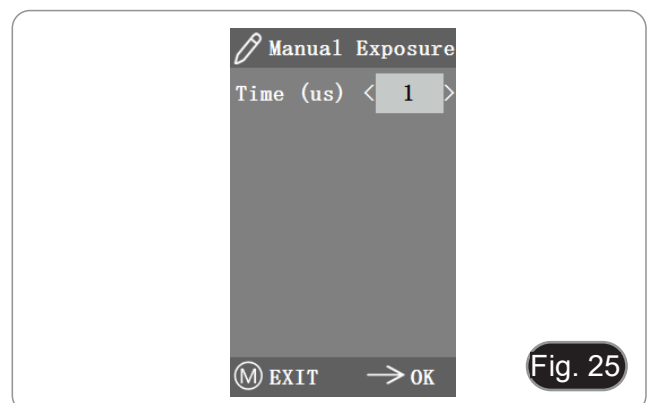 Manual Exposure
Time (us) < 1 >
M EXIT → OK
Fig. 25